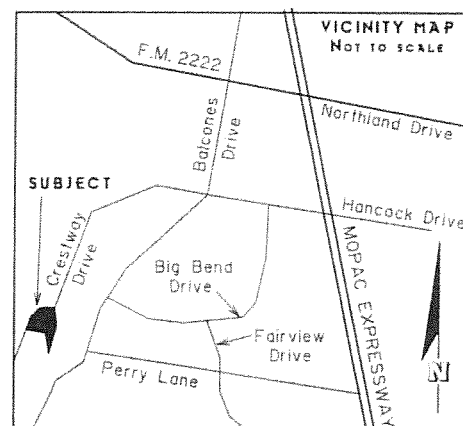 VICINITY MAP
NOT TO SCALE
F.M. 2222
Northland Drive
Balcones
Drive
SUBJECT
Crestway
Drive
Hancock Drive
Big Bend
Drive
MOPAC EXPRESSWAY
Fairview
Drive
Perry Lane
N